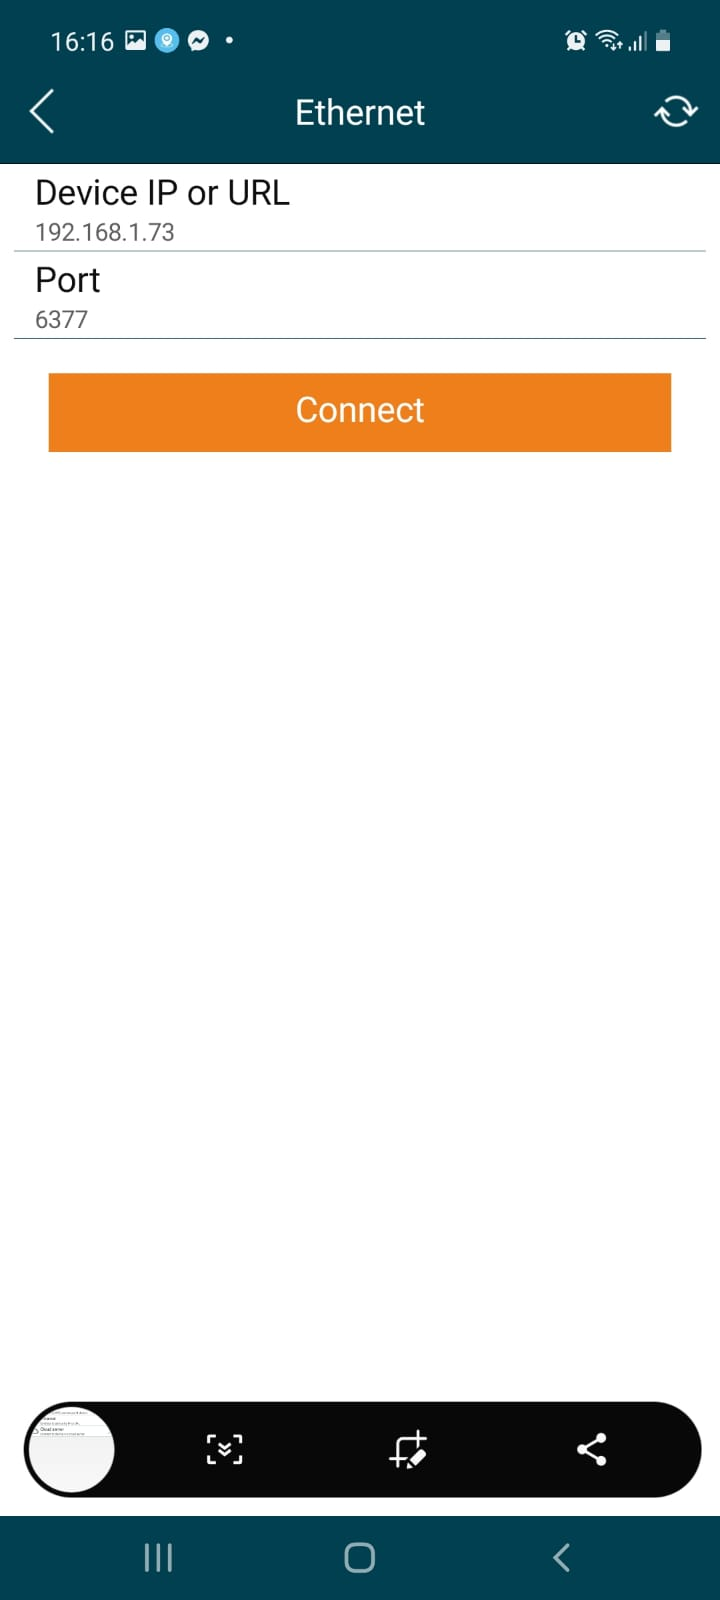 16:16
Ethernet
Device IP or URL
192.168.1.73
Port
6377
Connect